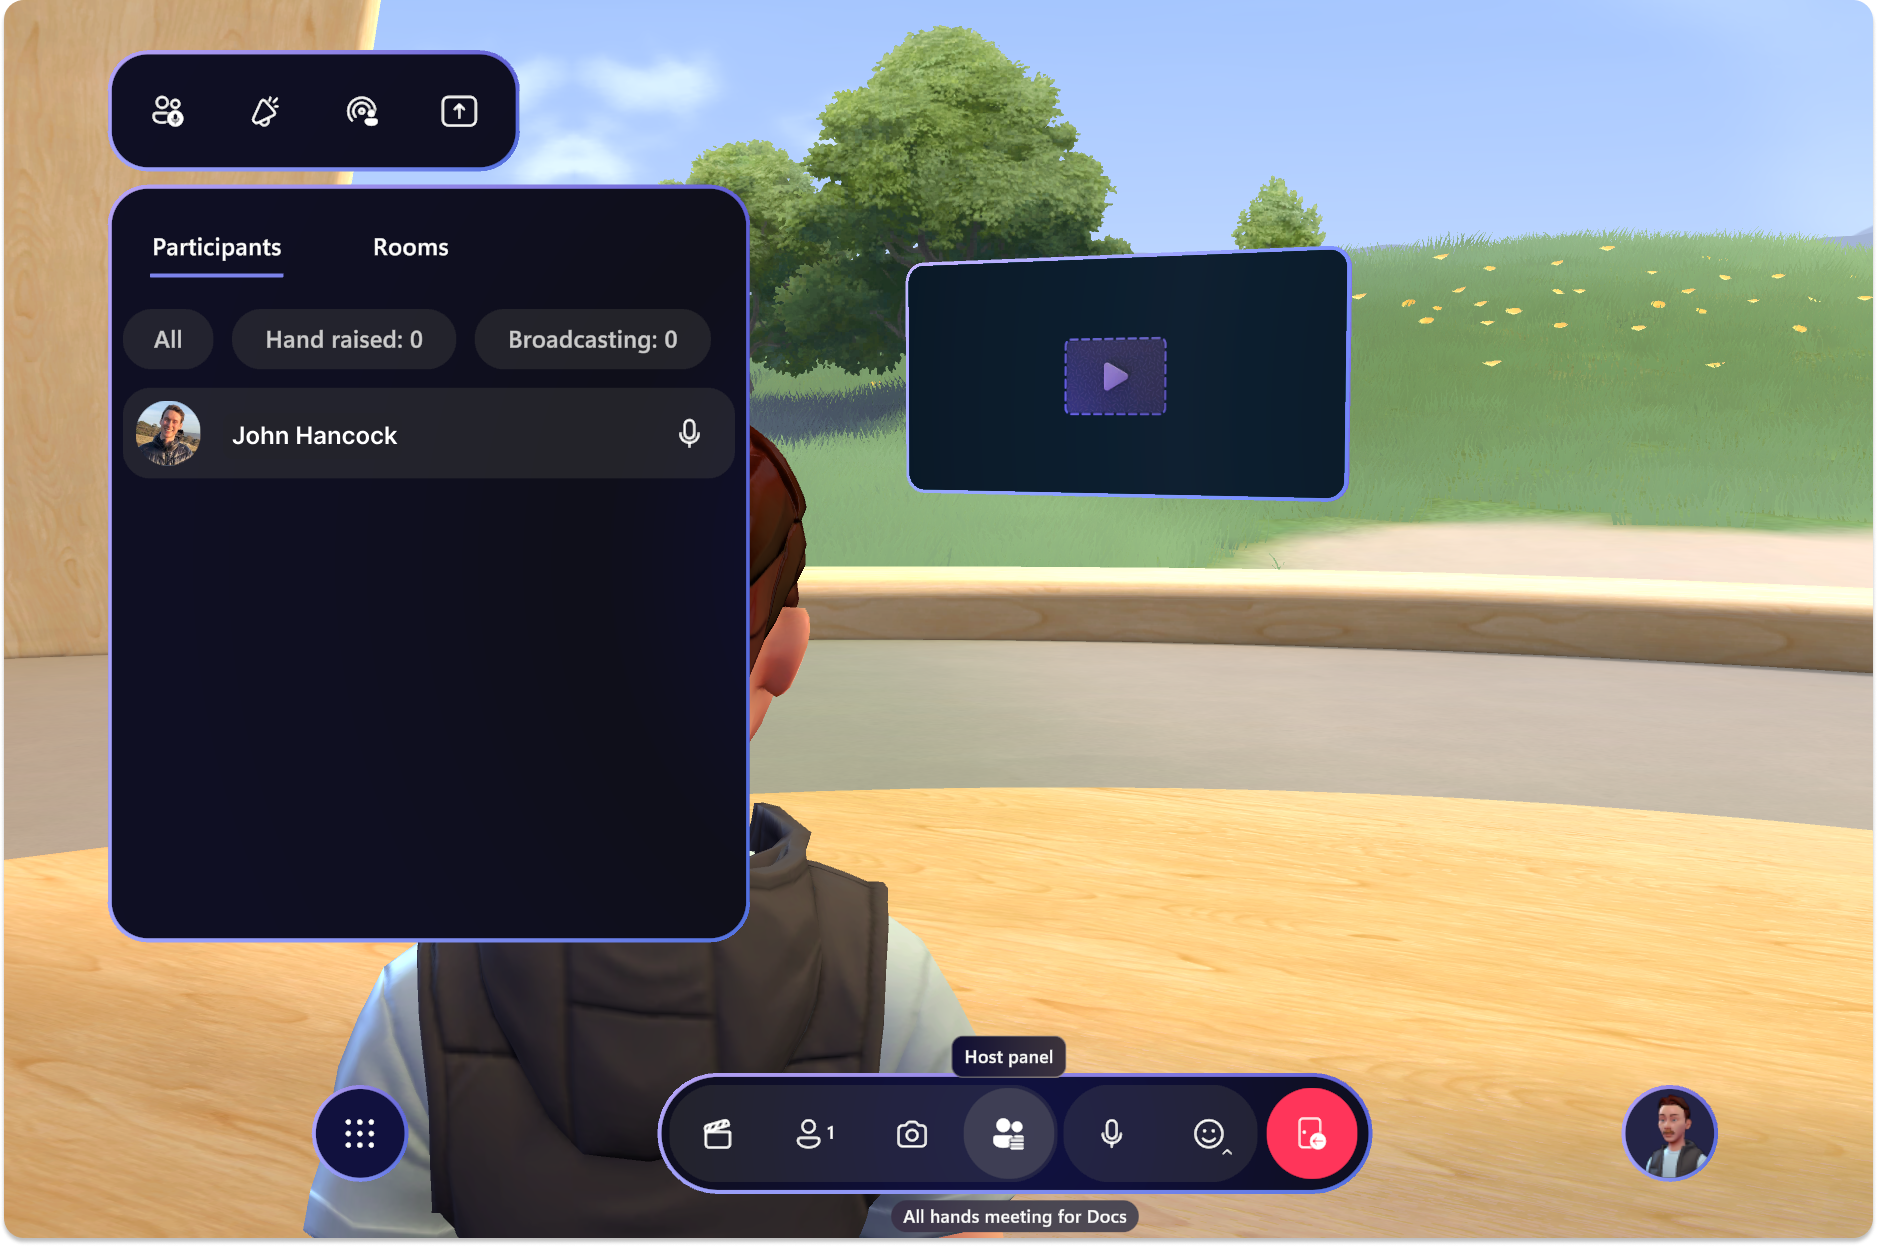 Participants Rooms
All Hand raised: 0 Broadcasting: 0
John Hancock
Host panel
1
All hands meeting for Docs